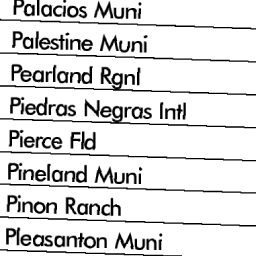 Palacios Muni
Palestine Muni
Pearland Rgnl
Piedras Negras Intl
Pierce Fld
Pineland Muni
Pinon Ranch
Pleasanton Muni